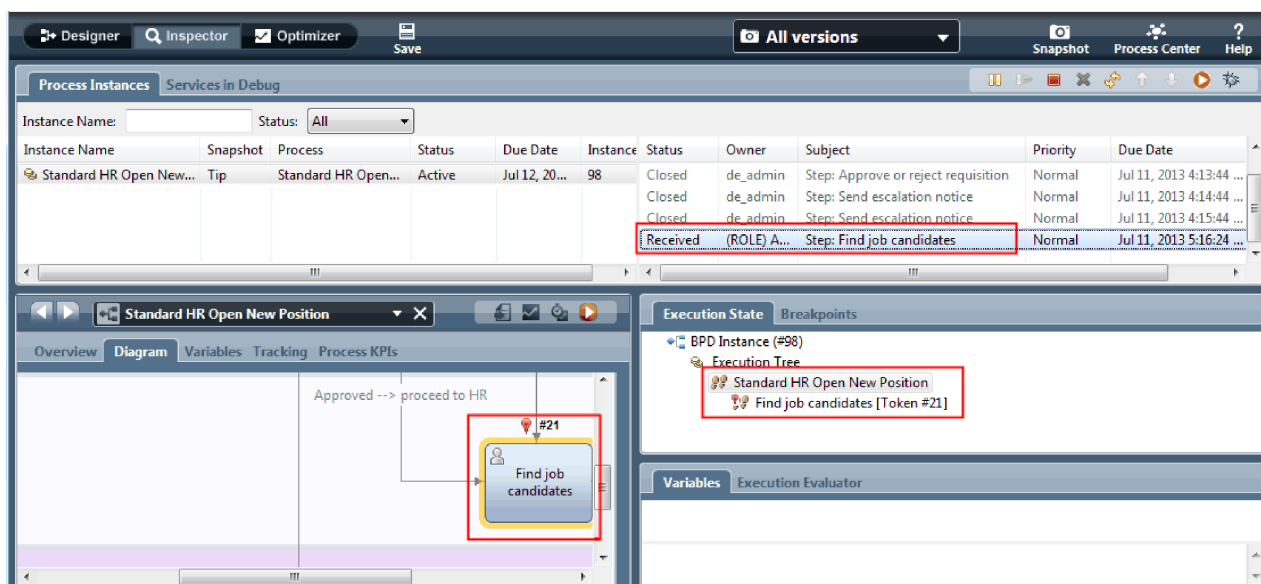 Designer Inspector Optimizer Save All versions Snapshot Process Center ? Help
Process Instances Services in Debug
Instance Name: Status: All
Instance Name Snapshot Process Status Due Date Instance Status Owner Subject Priority Due Date
Standard HR Open New... Tip Standard HR Open... Active Jul 12, 20... 98 Closed de_admin Step: Approve or reject requisition Normal Jul 11, 2013 4:13:44 ...
Closed de_admin Step: Send escalation notice Normal Jul 11, 2013 4:14:44 ...
Closed de_admin Step: Send escalation notice Normal Jul 11, 2013 4:15:44 ...
Received (ROLE) A... Step: Find job candidates Normal Jul 11, 2013 5:16:24 ...
Standard HR Open New Position
Overview Diagram Variables Tracking Process KPIs
Approved --> proceed to HR
#21
Find job
candidates
Execution State Breakpoints
BPD Instance (#98)
Execution Tree
Standard HR Open New Position
Find job candidates [Token #21]
Variables Execution Evaluator